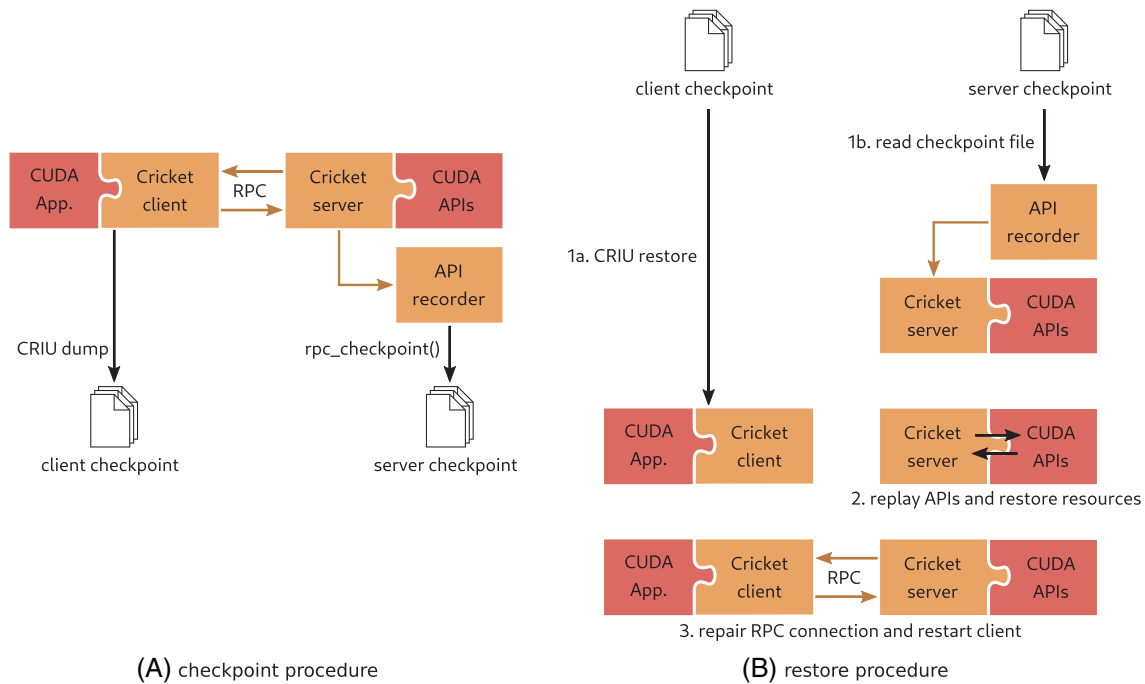 CUDA
App.
Cricket
client
RPC
Cricket
server
CUDA
APIs
API
recorder
CRIU dump
rpc_checkpoint()
client checkpoint
server checkpoint
(A) checkpoint procedure
client checkpoint
server checkpoint
1b. read checkpoint file
API
recorder
1a. CRIU restore
Cricket
server
CUDA
APIs
CUDA
App.
Cricket
client
Cricket
server
CUDA
APIs
2. replay APIs and restore resources
CUDA
App.
Cricket
client
RPC
Cricket
server
CUDA
APIs
3. repair RPC connection and restart client
(B) restore procedure